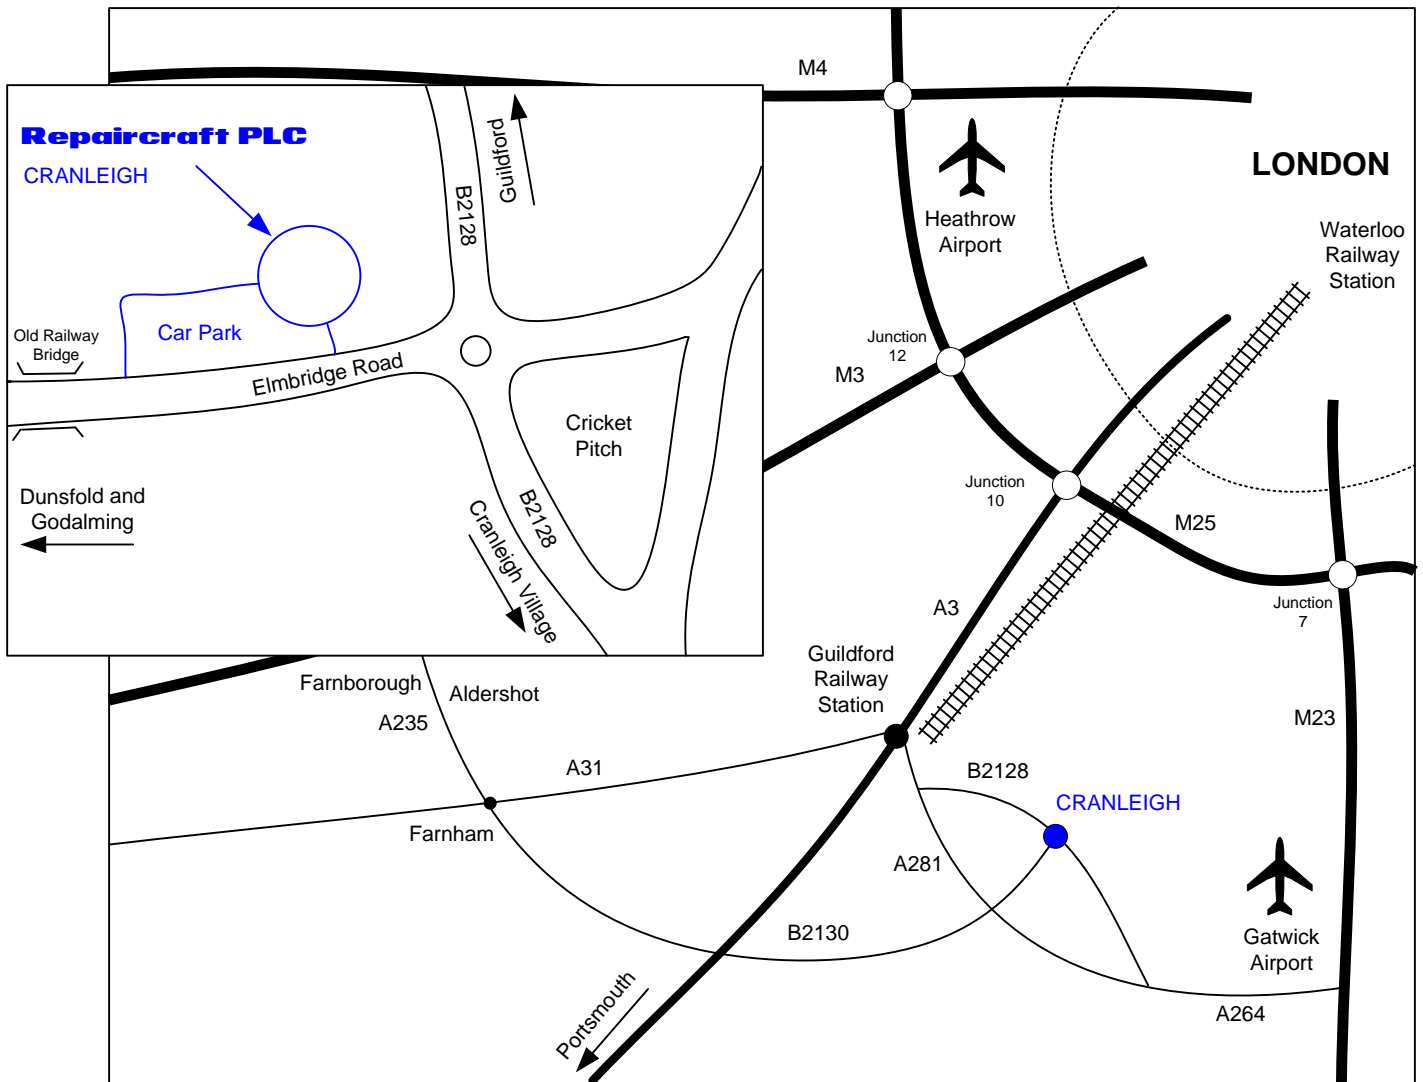 M4
LONDON
Heathrow
Airport
Waterloo
Railway
Station
Repaircraft PLC
CRANLEIGH
Guildford
B2128
Car Park
Old Railway
Bridge
Elmbridge Road
Cricket
Pitch
Dunsfold and
Godalming
B2128
Cranleigh Village
Junction
12
M3
Junction
10
M25
Junction
7
A3
Guildford
Railway
Station
Farnborough
Aldershot
A235
M23
A31
B2128
CRANLEIGH
Farnham
A281
B2130
Gatwick
Airport
Portsmouth
A264